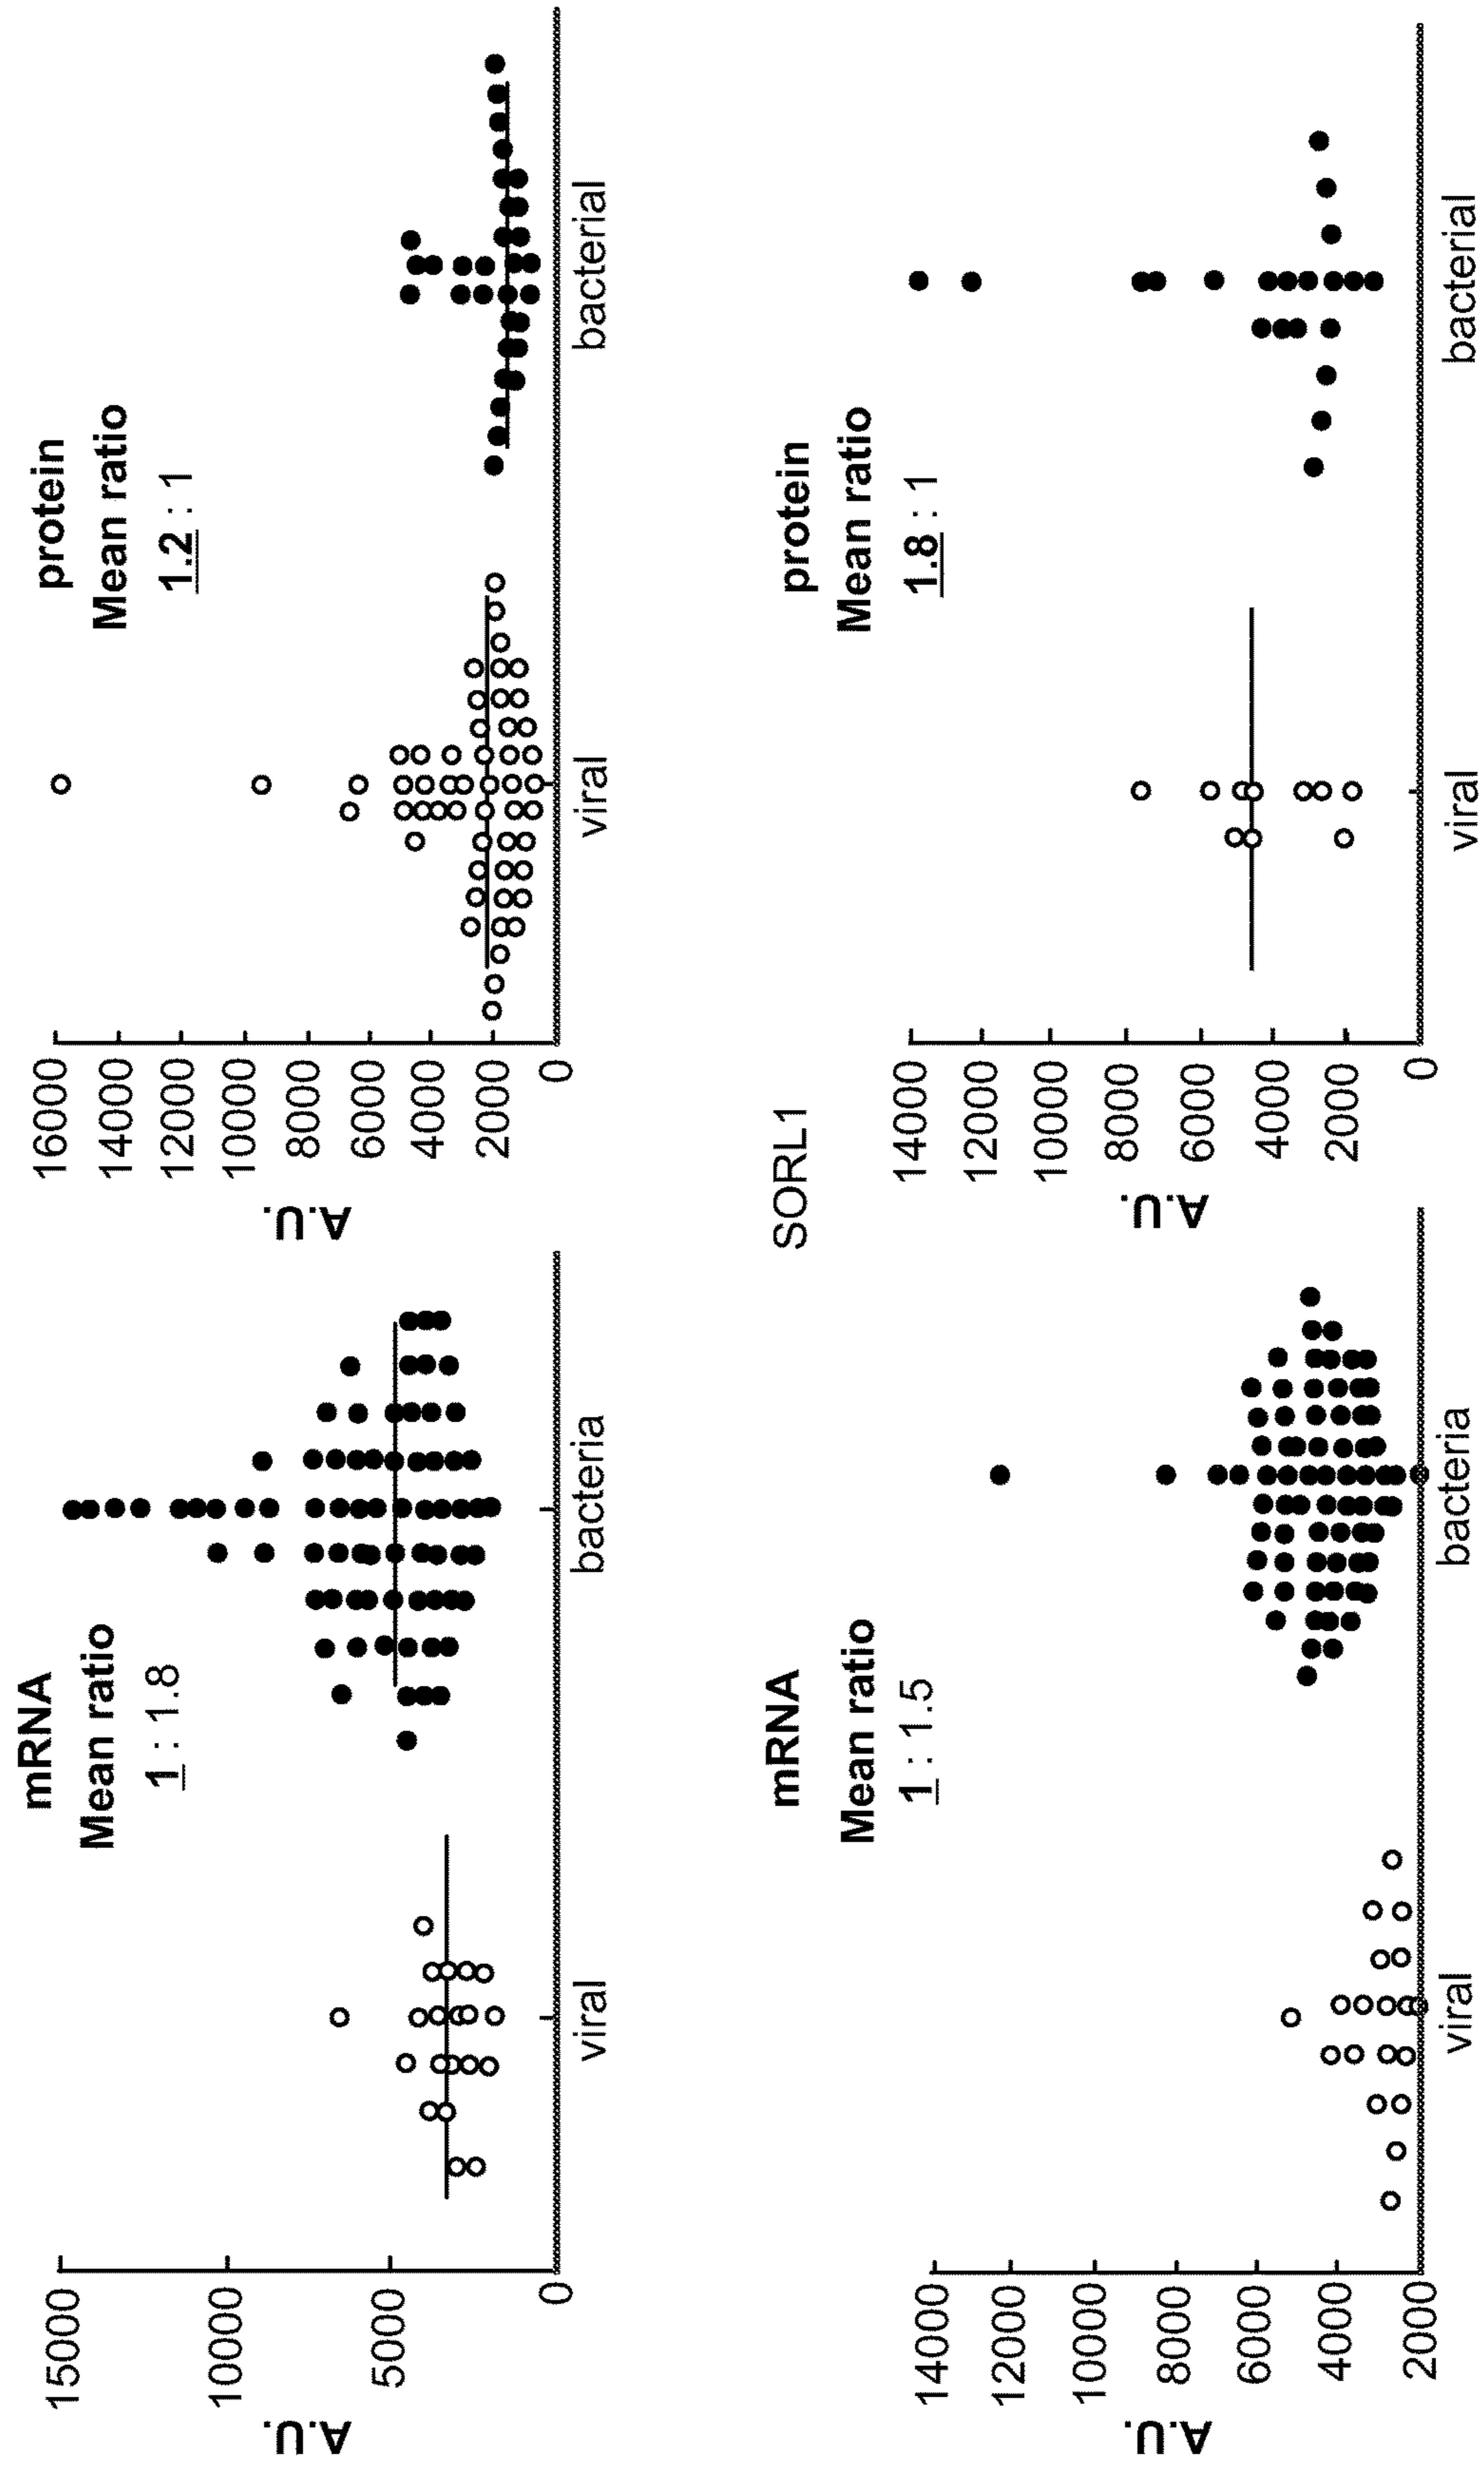 mRNA
Mean ratio
1 : 1.8
A.U.
15000
10000
5000
0
viral
bacteria
protein
Mean ratio
1.2 : 1
A.U.
16000
14000
12000
10000
8000
6000
4000
2000
0
viral
bacterial
SORL1
mRNA
Mean ratio
1 : 1.5
A.U.
14000
12000
10000
8000
6000
4000
2000
viral
bacteria
protein
Mean ratio
1.8 : 1
A.U.
14000
12000
10000
8000
6000
4000
2000
0
viral
bacterial